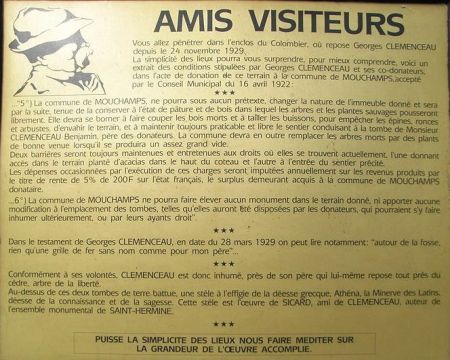 AMIS VISITEURS
Vous allez pénétrer dans l'enclos du Colombier, où repose Georges CLEMENCEAU
depuis le 24 novembre 1929.
La simplicité des lieux pourra vous surprendre, pour mieux comprendre, voici un
extrait des conditions stipulées par Georges CLEMENCEAU et ses co-donataires,
dans l'acte de donation de ce terrain à la commune de MOUCHAMPS, accepté
par le Conseil Municipal du 16 avril 1922:
★★★
..."5°) La commune de MOUCHAMPS, ne pourra sous aucun prétexte, changer la nature de l'immeuble donné et sera
par la suite, tenue de la conserver à l'état de pâture et de bois dans lequel les arbres et les plantes sauvages pousseront
librement. Elle devra se borner à faire couper les bois morts et à tailler les buissons, pour empêcher les épines, ronces
et arbustes, d'envahir le terrain, et à maintenir toujours praticable et libre le sentier conduisant à la tombe de Monsieur
CLEMENCEAU Benjamin, père des donateurs. La commune devra en outre remplacer les arbres morts par des plants
de bonne venue lorsqu'il se produira un assez grand vide.
Deux barrières seront toujours maintenues et entretenues aux droits où elles se trouvent actuellement, l'une donnant
accès dans le terrain planté d'acacias dans le haut du coteau et l'autre à l'entrée du sentier précité.
Les dépenses occasionnées par l'exécution de ces charges seront imputées annuellement sur les revenus produits par
le titre de rente de 5% de 200F sur l'état français, le surplus demeurant acquis à la commune de MOUCHAMPS
donataire.
...6°) La commune de MOUCHAMPS ne pourra faire élever aucun monument dans le terrain donné, ni apporter aucune
modification à l'emplacement des tombes, telles qu'elles auront été disposées par les donateurs, qui pourraient s'y faire
inhumer ultérieurement, ou par leurs ayants droit".
★★★
Dans le testament de Georges CLEMENCEAU, en date du 28 mars 1929 on peut lire notamment: "autour de la fosse,
rien qu'une grille de fer sans nom comme pour mon père"...
★★★
Conformément à ses volontés, CLEMENCEAU est donc inhumé, près de son père qui lui-même repose tout près du
cèdre, arbre de la liberté.
Au-dessus de ces deux tombes de terre battue, une stèle à l'effigie de la déesse grecque, Athéna, la Minerve des Latins,
déesse de la connaissance et de la sagesse. Cette stèle est l'œuvre de SICARD, ami de CLEMENCEAU, auteur de
l'ensemble monumental de SAINT-HERMINE.
★★★
PUISSE LA SIMPLICITE DES LIEUX NOUS FAIRE MEDITER SUR
LA GRANDEUR DE L'ŒUVRE ACCOMPLIE.